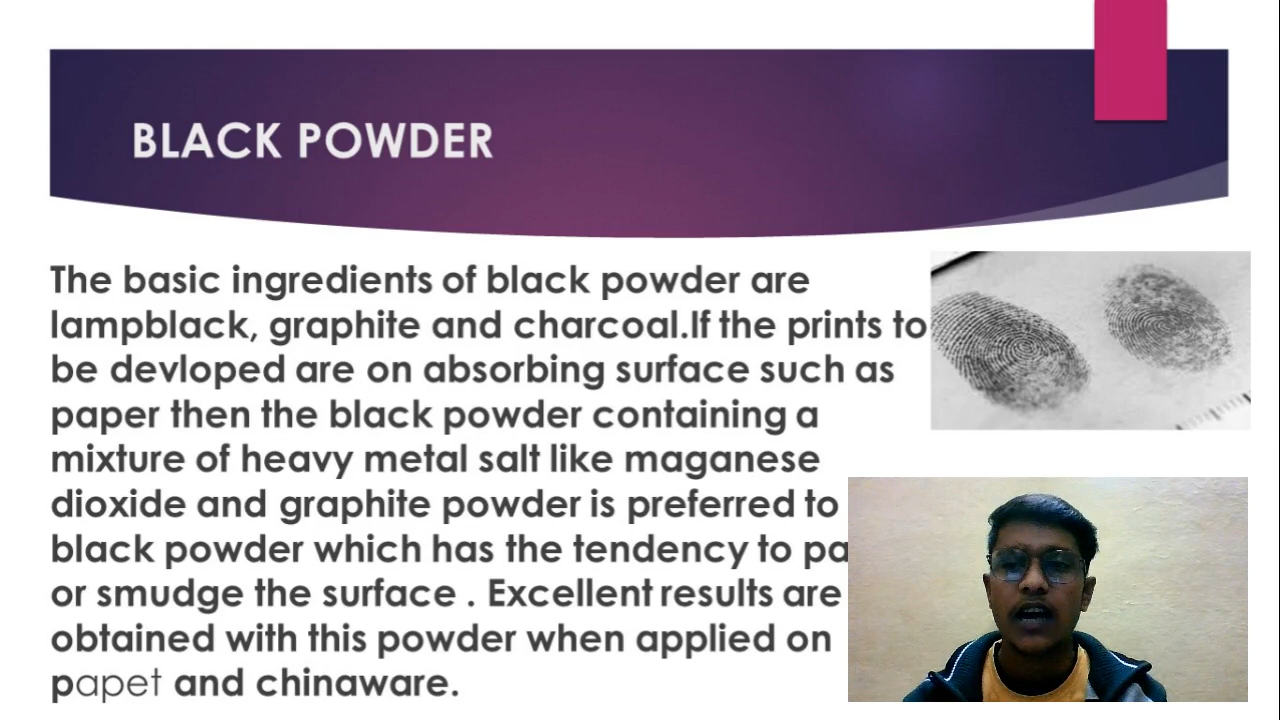 BLACK POWDER
The basic ingredients of black powder are
lampblack, graphite and charcoal.If the prints to
be devloped are on absorbing surface such as
paper then the black powder containing a
mixture of heavy metal salt like maganese
dioxide and graphite powder is preferred to
black powder which has the tendency to pa
or smudge the surface . Excellent results are
obtained with this powder when applied on
papet and chinaware.